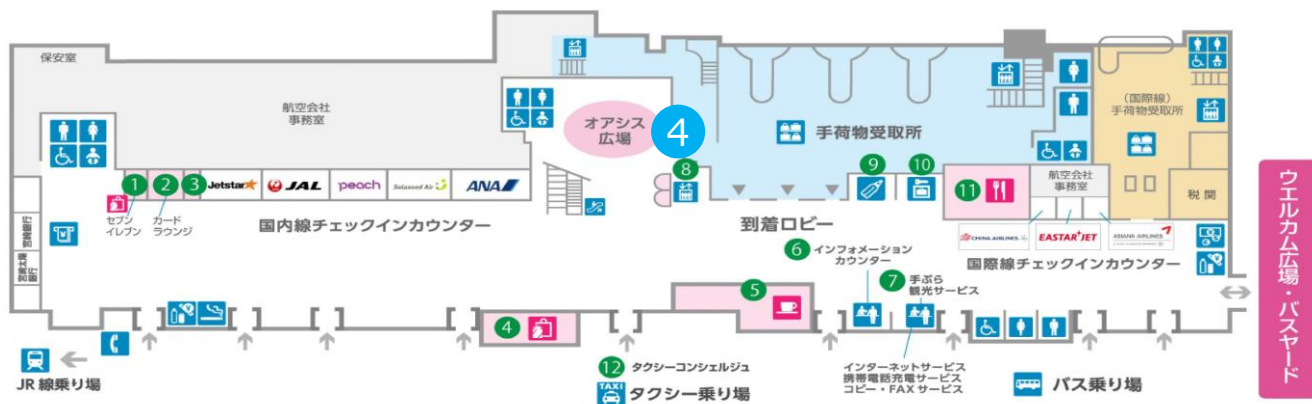 保安室
航空会社
事務室
オアシス
広場
4
手荷物受取所
(国際線)
手荷物受取所
1
2
3
Jetstar
JAL
peach
Solaseed Air
ANA
8
9
10
11
航空会社
事務室
税関
セブン
イレブン
カード
ラウンジ
国内線チェックインカウンター
到着ロビー
CHINA AIRLINES
EASTAR JET
ASIANA AIRLINES
国際線チェックインカウンター
宮崎銀行
宮崎太陽
銀行
6
インフォメーション
カウンター
7
手ぶら
観光サービス
5
4
JR 線乗り場
12
タクシーコンシェルジュ
TAXI
タクシー乗り場
インターネットサービス
携帯電話充電サービス
コピー・FAX サービス
バス乗り場
ウエルカム広場・バスヤード